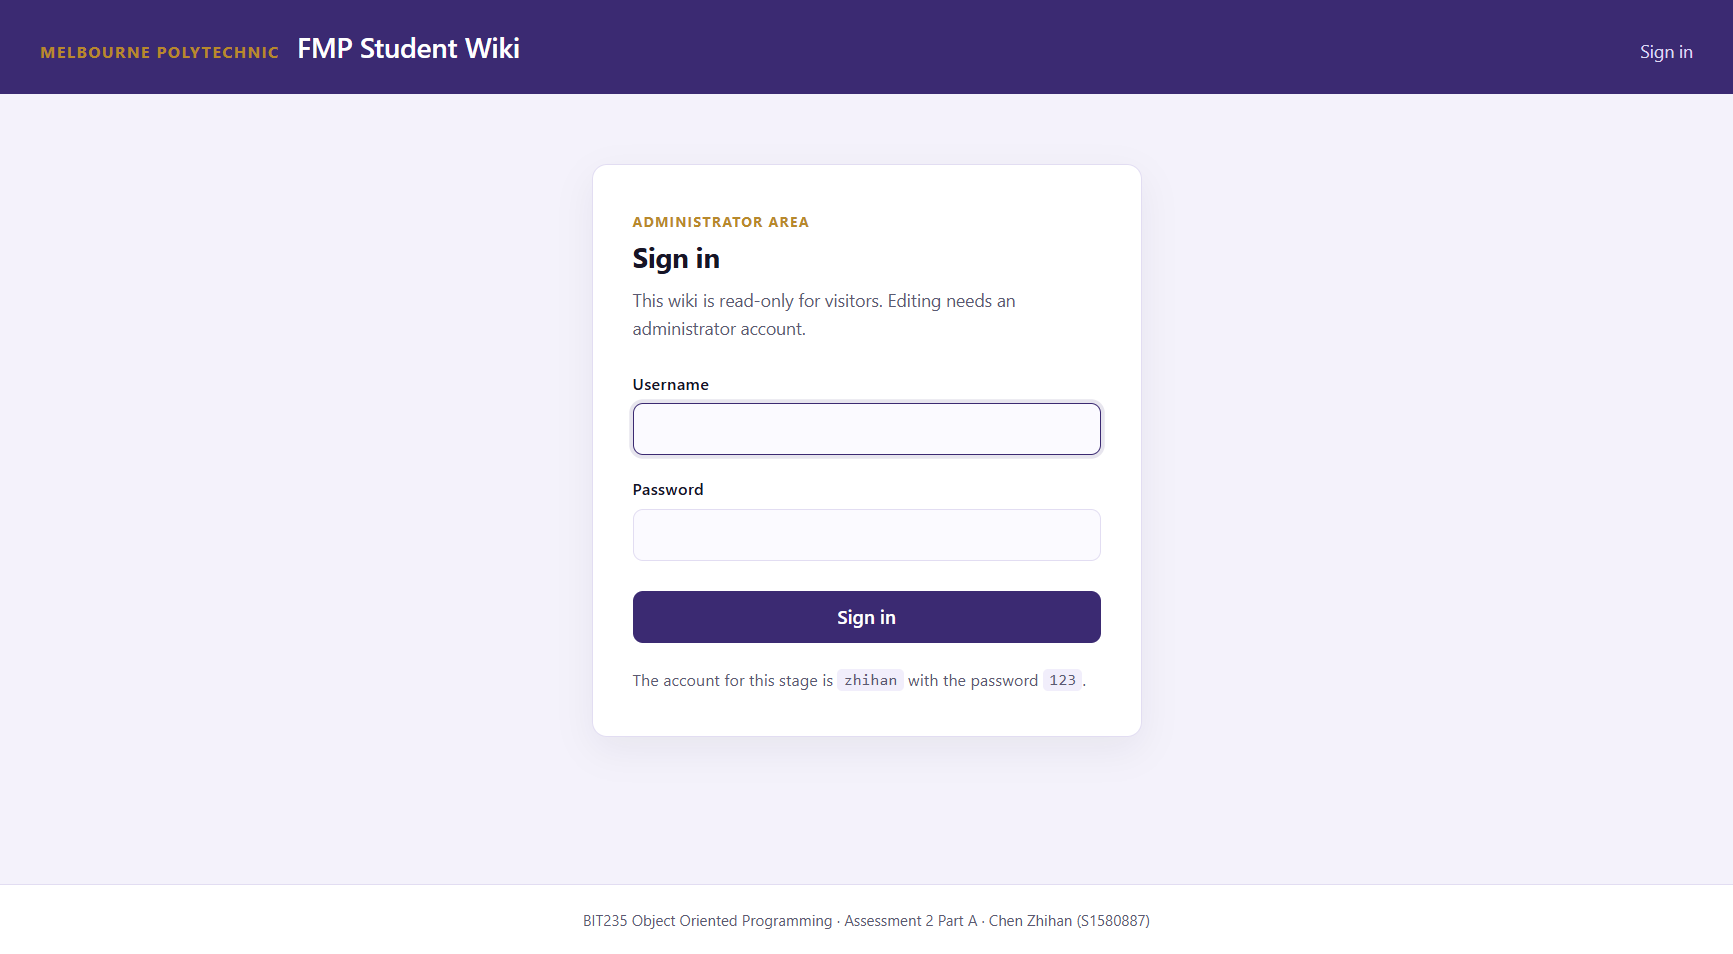 MELBOURNE POLYTECHNIC FMP Student Wiki
Sign in
ADMINISTRATOR AREA
Sign in
This wiki is read-only for visitors. Editing needs an
administrator account.
Username
Password
Sign in
The account for this stage is zhihan with the password 123.
BIT235 Object Oriented Programming · Assessment 2 Part A · Chen Zhihan (S1580887)